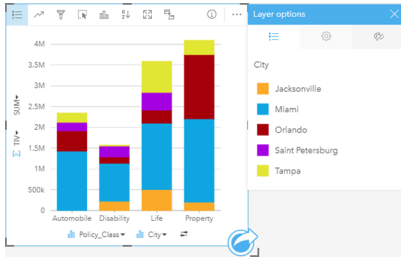 Layer options
City
Jacksonville
Miami
Orlando
Saint Petersburg
Tampa
SUM
TIV
4M
3.5M
3M
2.5M
2M
1.5M
1M
500k
0
Automobile Disability Life Property
Policy_Class City